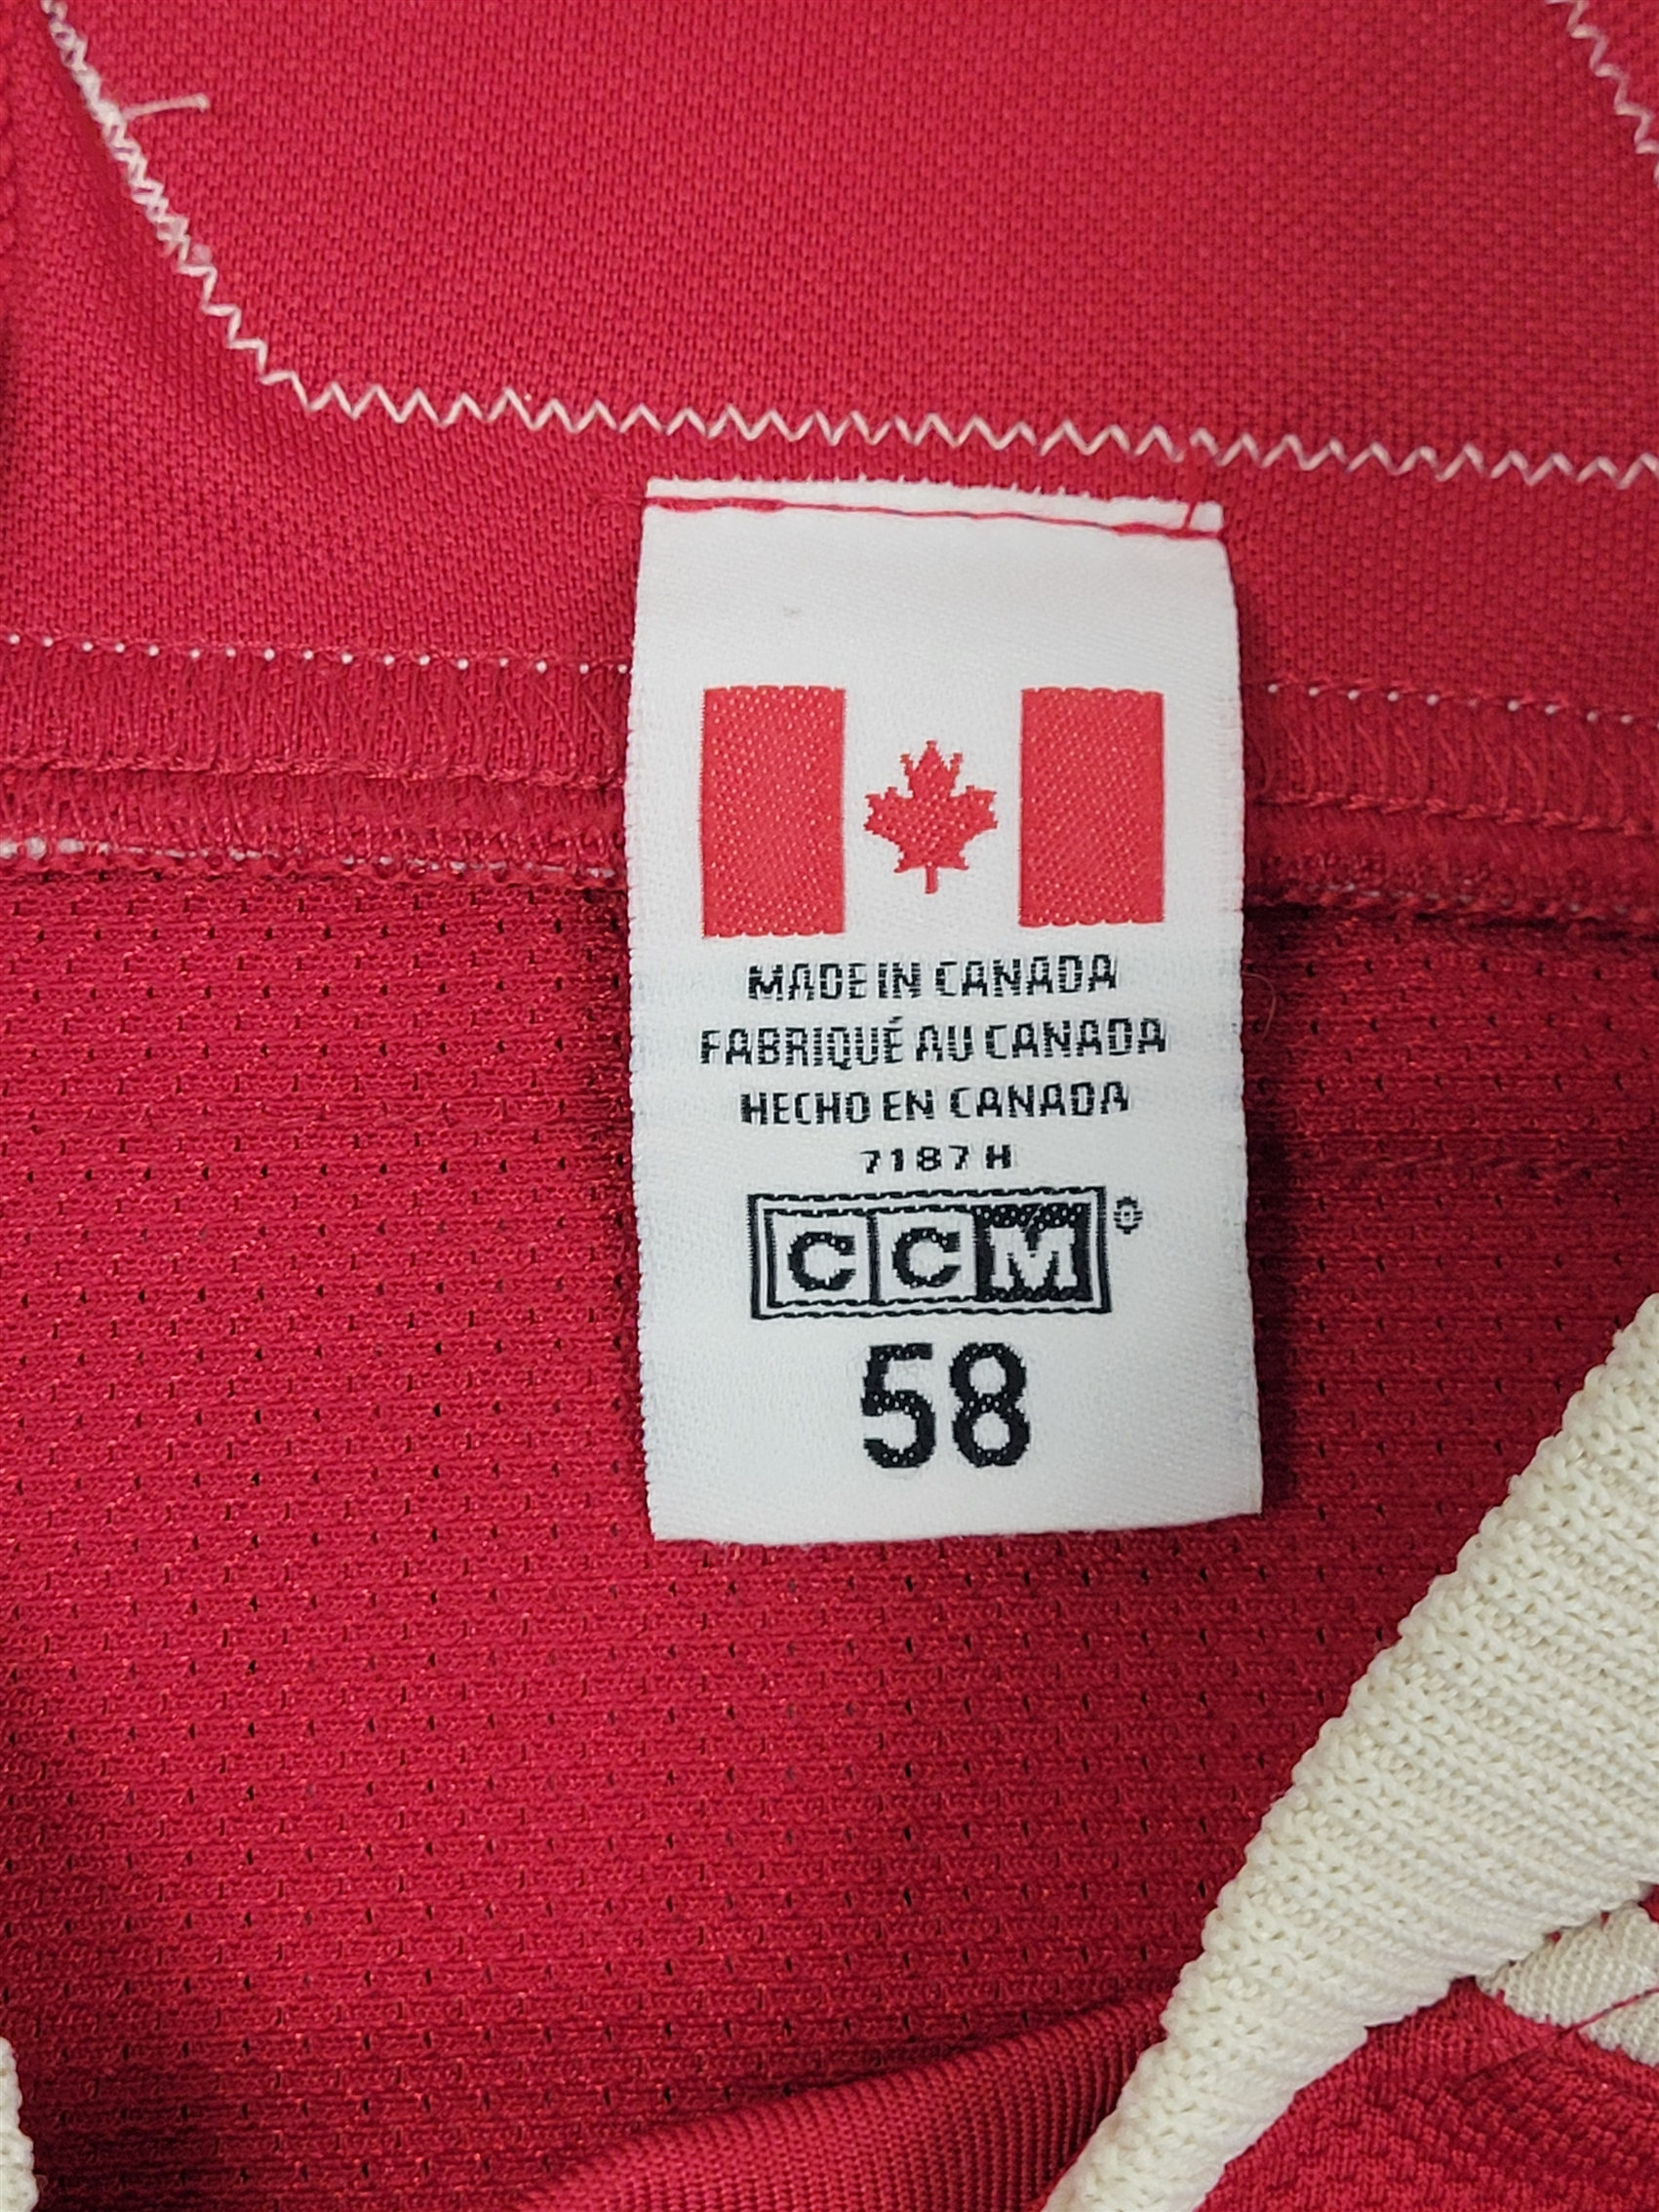 MADE IN CANADA
FABRIQUÉ AU CANADA
HECHO EN CANADA
7187 H
CCM®
58